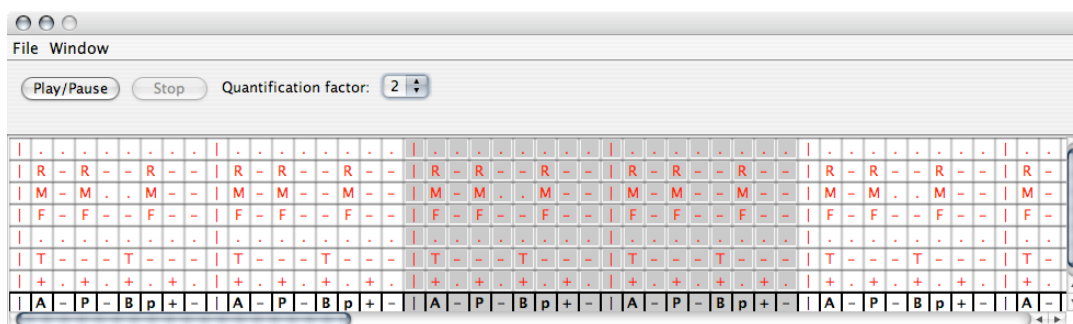 File Window
Play/Pause Stop Quantification factor: 2
| . . . . . . . . | . . . . . . . . | . . . . . . . . | . . . . . . . . | . . . . . . . . | . .
| R - R - - R - - | R - R - - R - - | R - R - - R - - | R - R - - R - - | R - R - - R - - | R -
| M - M . . M - - | M - M - - M - - | M - M . . M - - | M - M - - M - - | M - M . . M - - | M -
| F - F - - F - - | F - F - - F - - | F - F - - F - - | F - F - - F - - | F - F - - F - - | F -
| . . . . . . . . | . . . . . . . . | . . . . . . . . | . . . . . . . . | . . . . . . . . | . .
| T - - - T - - - | T - - - T - - - | T - - - T - - - | T - - - T - - - | T - - - T - - - | T -
| + . + . + . + . | + . + . + . + . | + . + . + . + . | + . + . + . + . | + . + . + . + . | + .
| A - P - B p + - | A - P - B p + - | A - P - B p + - | A - P - B p + - | A - P - B p + - | A -